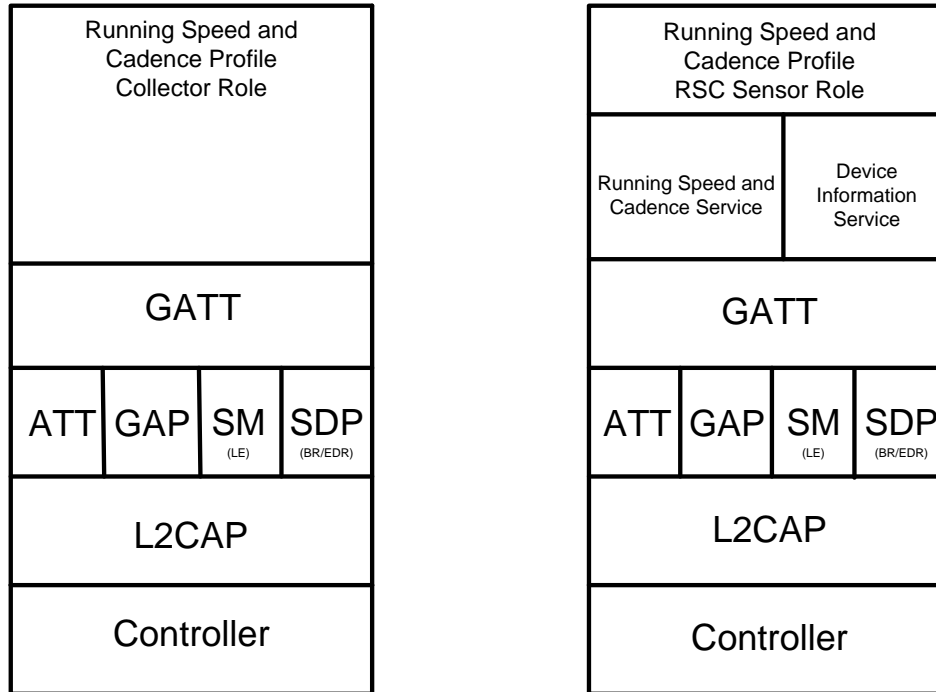 Running Speed and
Cadence Profile
Collector Role
GATT
ATT GAP SM SDP
(LE) (BR/EDR)
L2CAP
Controller
Running Speed and
Cadence Profile
RSC Sensor Role
Running Speed and
Cadence Service
Device
Information
Service
GATT
ATT GAP SM SDP
(LE) (BR/EDR)
L2CAP
Controller